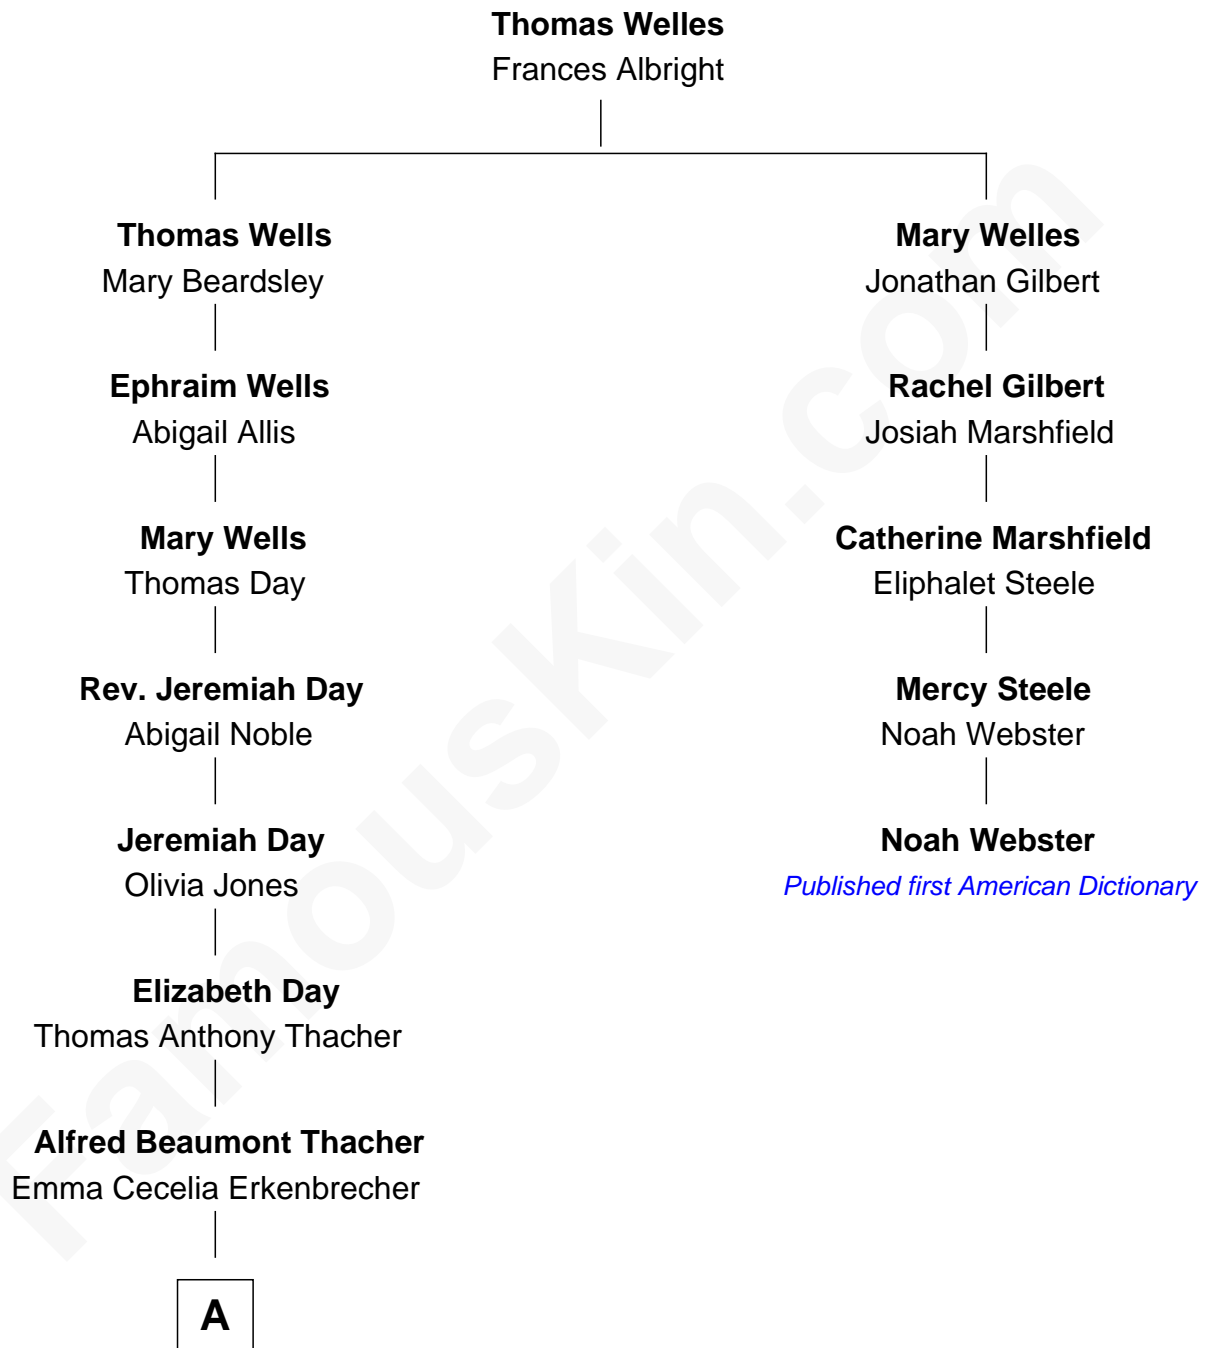 Thomas Welles
Frances Albright
Thomas Wells
Mary Beardsley
Ephraim Wells
Abigail Allis
Mary Wells
Thomas Day
Rev. Jeremiah Day
Abigail Noble
Jeremiah Day
Olivia Jones
Elizabeth Day
Thomas Anthony Thacher
Alfred Beaumont Thacher
Emma Cecelia Erkenbrecher
A
Mary Welles
Jonathan Gilbert
Rachel Gilbert
Josiah Marshfield
Catherine Marshfield
Eliphalet Steele
Mercy Steele
Noah Webster
Noah Webster
Published first American Dictionary
FamousKin.com